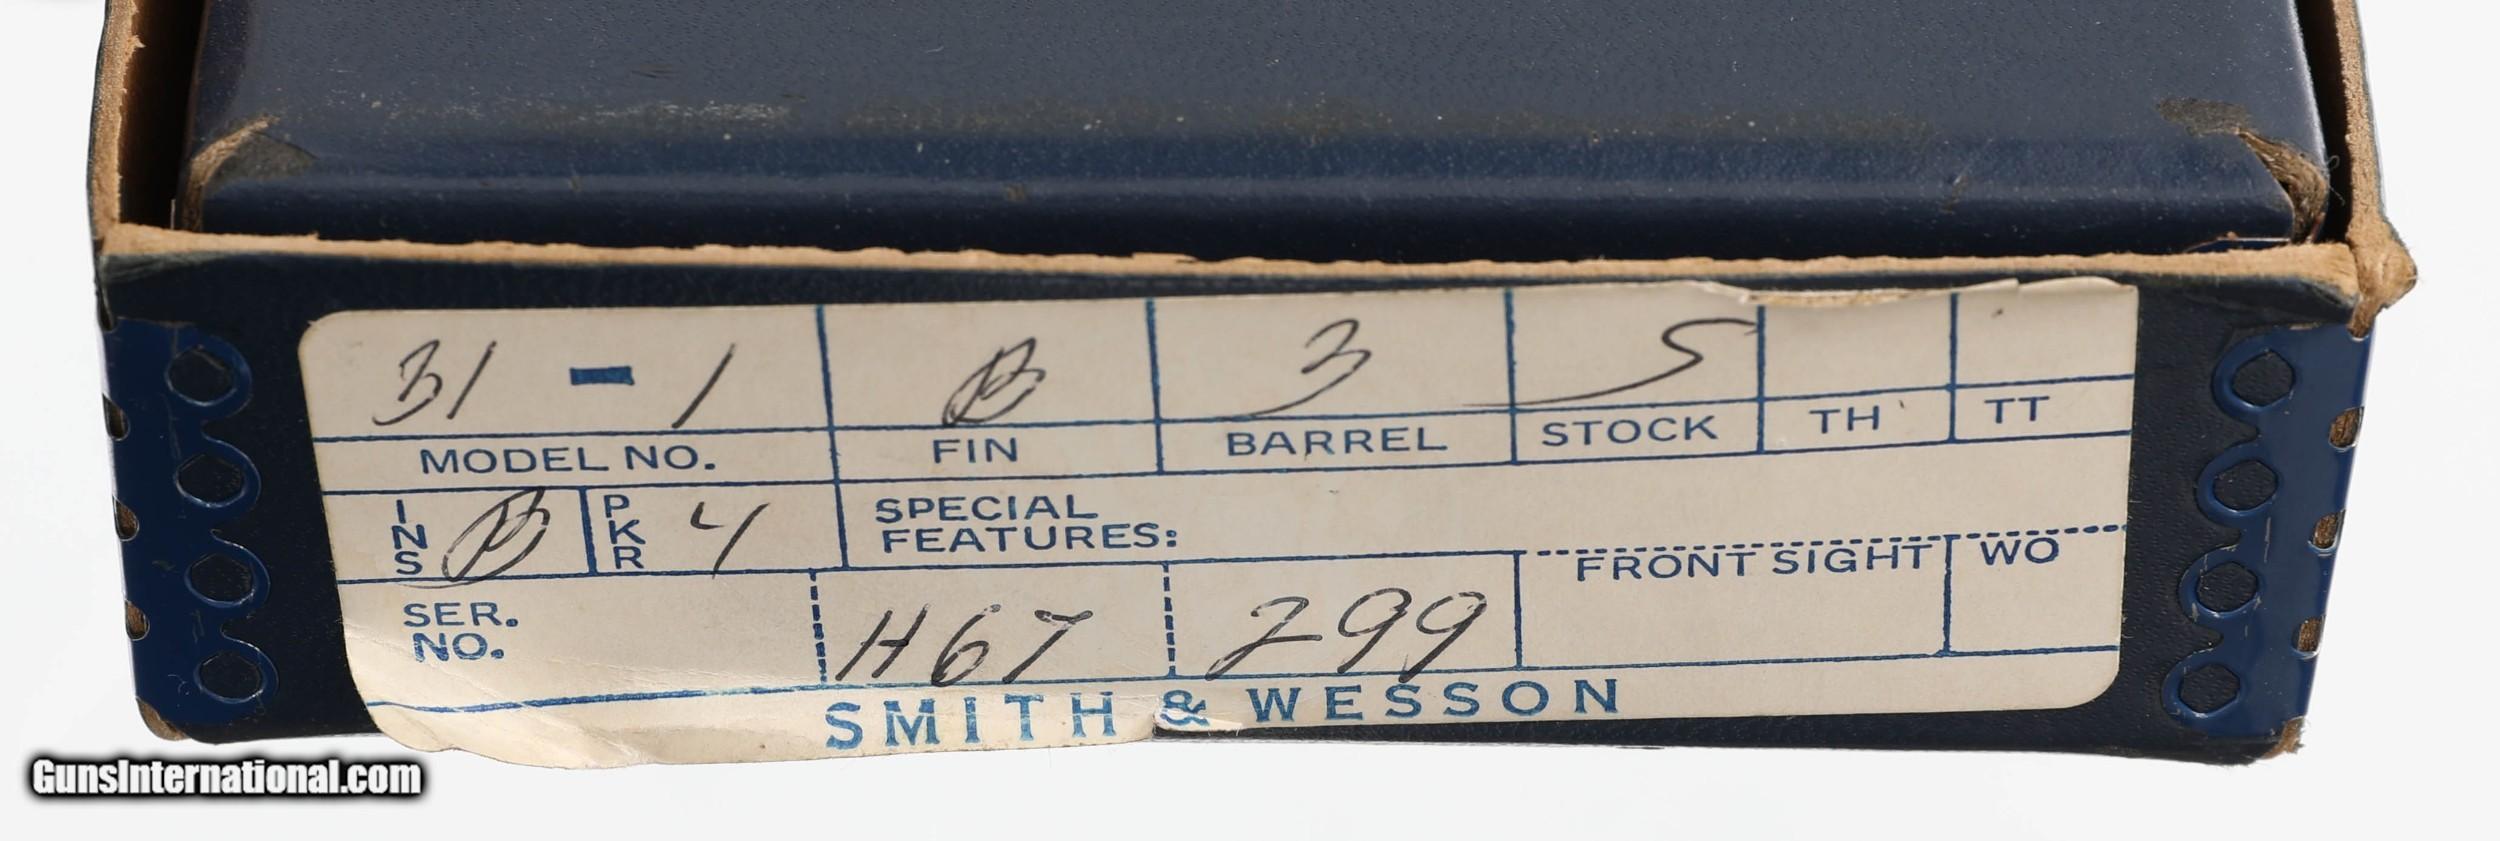 31 - 1 B 3 S
MODEL NO. FIN BARREL STOCK TH TT
INS B PKR 4 SPECIAL
FEATURES:
FRONT SIGHT WO
SER.
NO. H67 299
SMITH & WESSON
GunsInternational.com